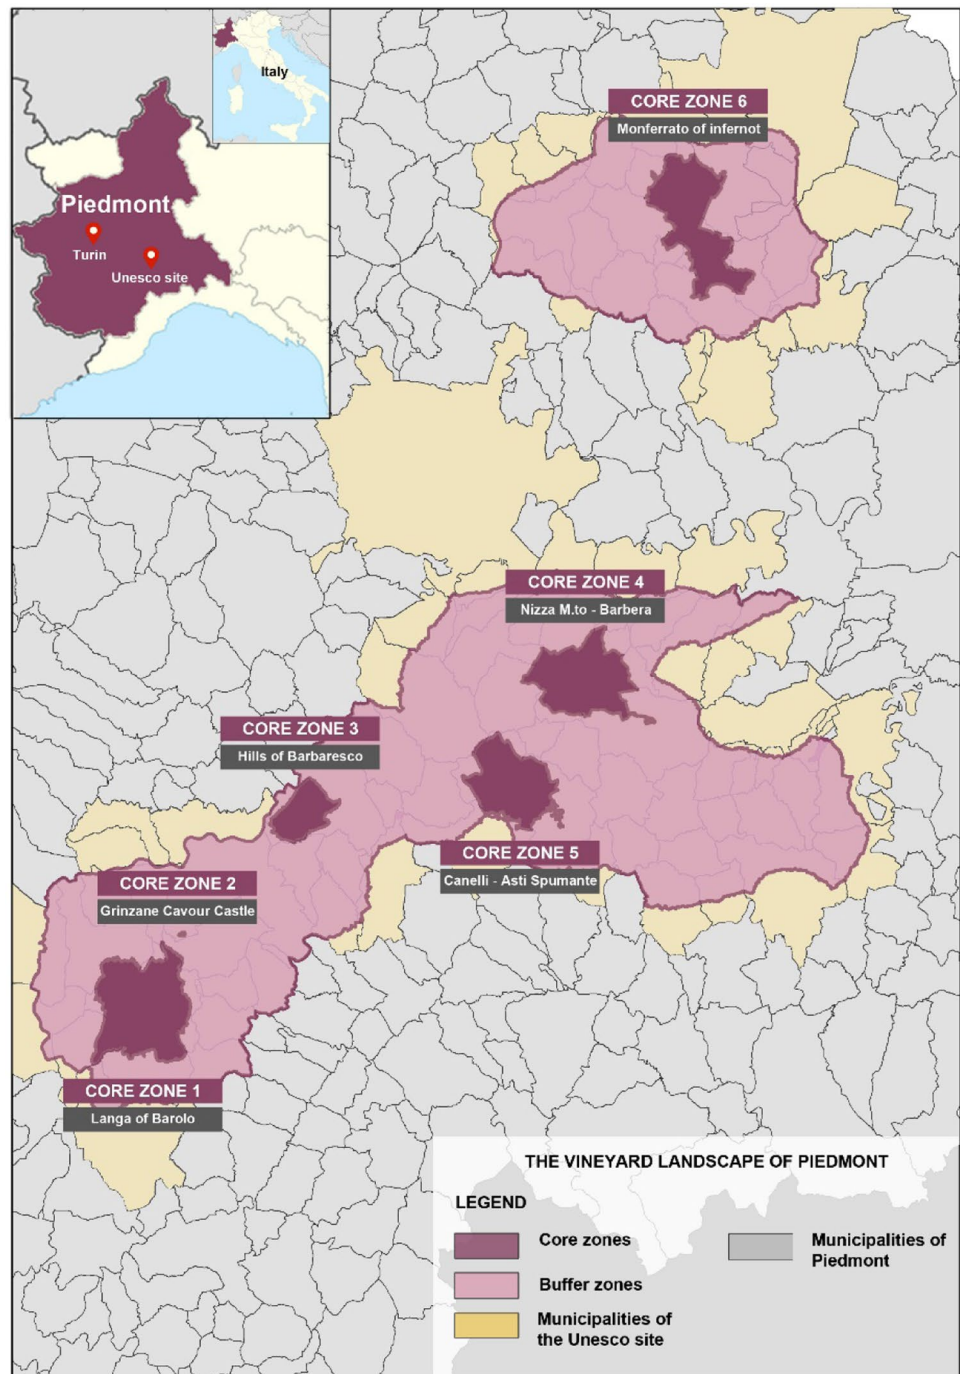 Italy
Piedmont
Turin
Unesco site
CORE ZONE 6
Monferrato of infernot
CORE ZONE 4
Nizza M.to - Barbera
CORE ZONE 3
Hills of Barbaresco
CORE ZONE 5
Canelli - Asti Spumante
CORE ZONE 2
Grinzane Cavour Castle
CORE ZONE 1
Langa of Barolo
THE VINEYARD LANDSCAPE OF PIEDMONT
LEGEND
Core zones
Buffer zones
Municipalities of
the Unesco site
Municipalities of
Piedmont